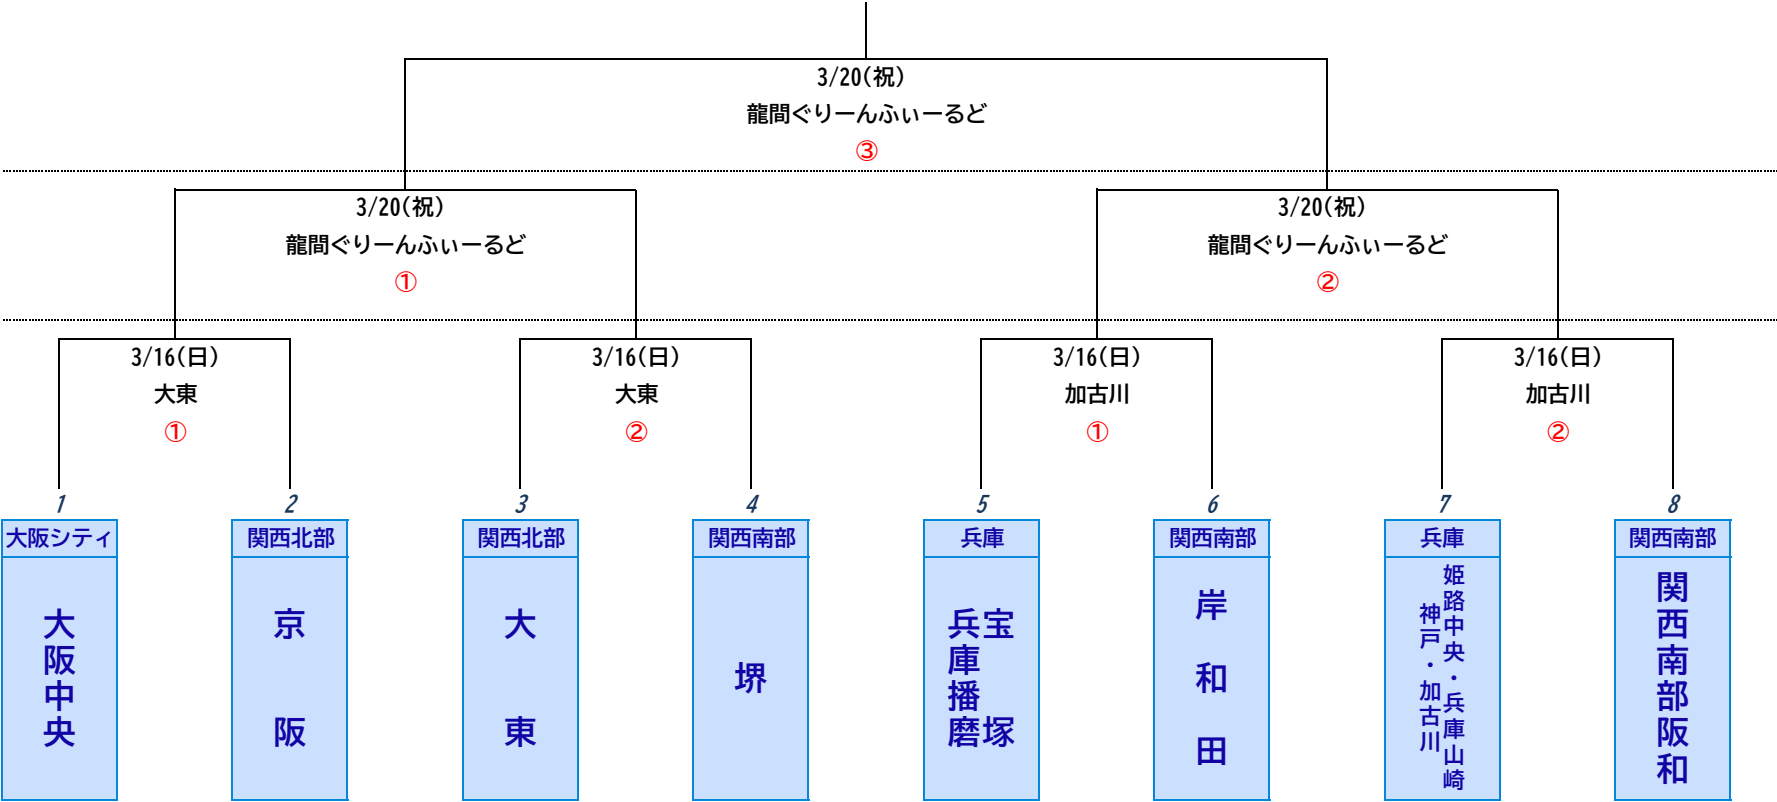 3/20(祝)
龍間ぐりーんふぃーるど
③
3/20(祝)
龍間ぐりーんふぃーるど
①
3/20(祝)
龍間ぐりーんふぃーるど
②
3/16(日)
大東
①
3/16(日)
大東
②
3/16(日)
加古川
①
3/16(日)
加古川
②
1
大阪シティ
大阪中央
2
関西北部
京阪
3
関西北部
大東
4
関西南部
堺
5
兵庫
宝塚
兵庫播磨
6
関西南部
岸和田
7
兵庫
姫路中央・兵庫山崎
神戸・加古川
8
関西南部
関西南部阪和